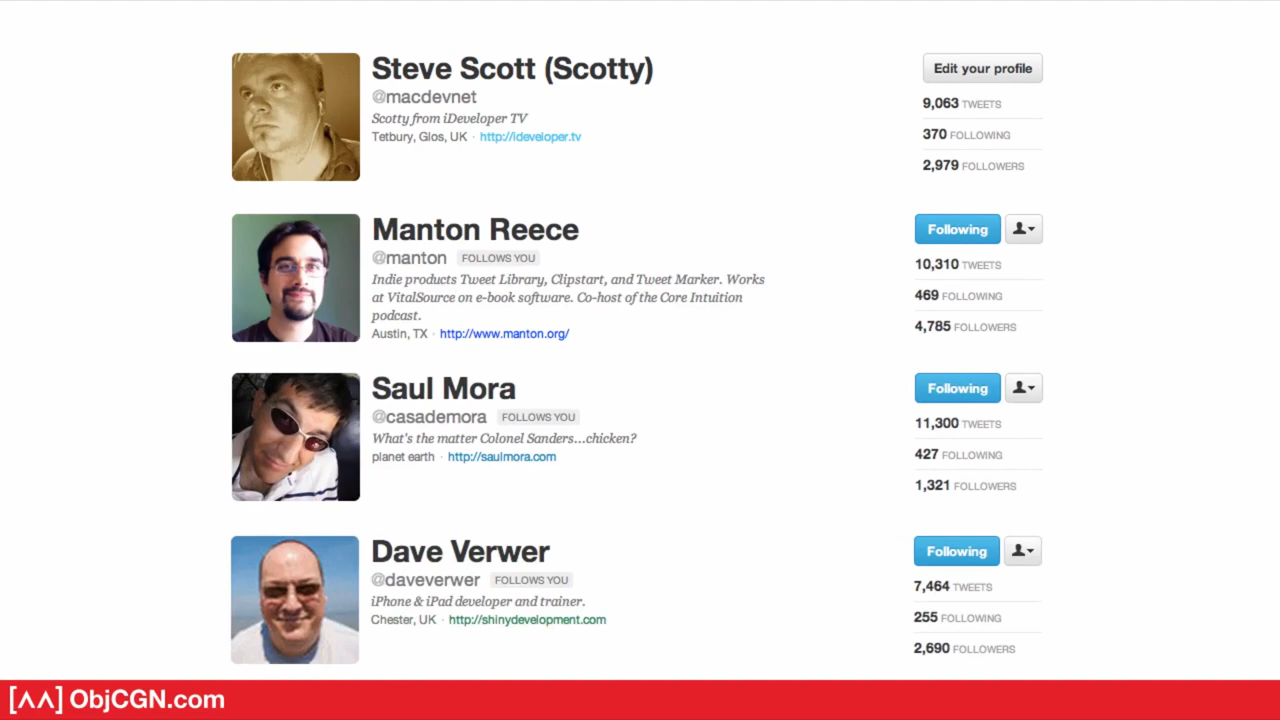 Steve Scott (Scotty)
@macdevnet
Scotty from iDeveloper TV
Tetbury, Glos, UK · http://ideveloper.tv
Edit your profile
9,063 TWEETS
370 FOLLOWING
2,979 FOLLOWERS
Manton Reece
@manton FOLLOWS YOU
Indie products Tweet Library, Clipstart, and Tweet Marker. Works
at VitalSource on e-book software. Co-host of the Core Intuition
podcast.
Austin, TX · http://www.manton.org/
Following
10,310 TWEETS
469 FOLLOWING
4,785 FOLLOWERS
Saul Mora
@casademora FOLLOWS YOU
What's the matter Colonel Sanders...chicken?
planet earth · http://saulmora.com
Following
11,300 TWEETS
427 FOLLOWING
1,321 FOLLOWERS
Dave Verwer
@daveverwer FOLLOWS YOU
iPhone & iPad developer and trainer.
Chester, UK · http://shinydevelopment.com
Following
7,464 TWEETS
255 FOLLOWING
2,690 FOLLOWERS
[^^] ObjCGN.com